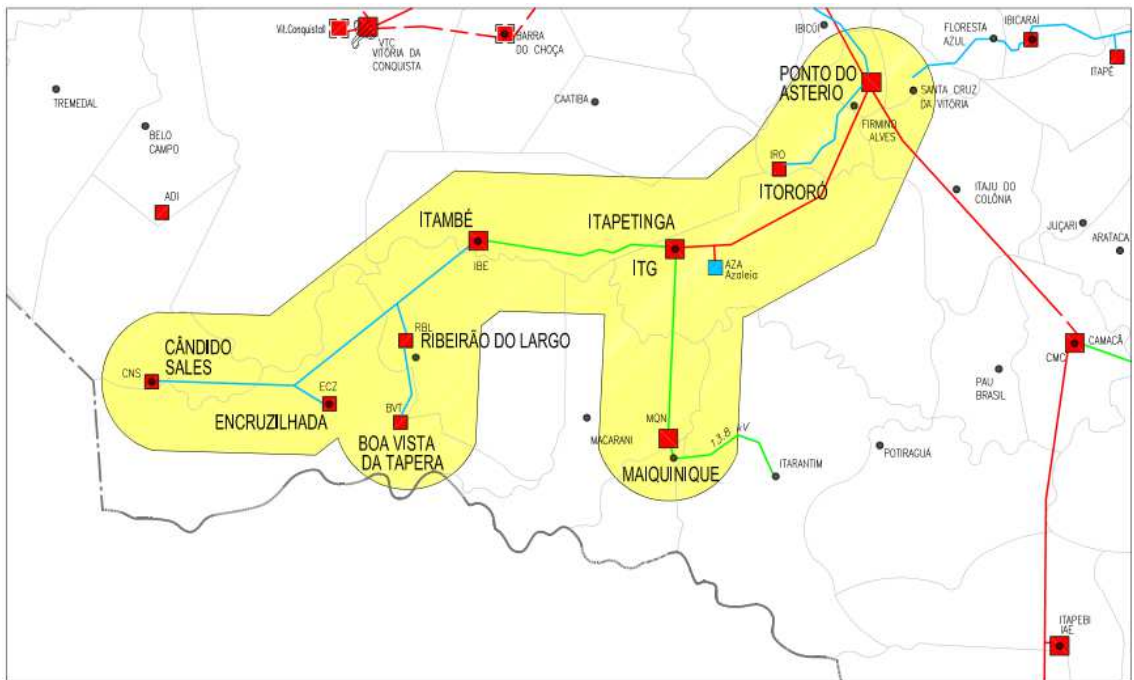 Vit.ConquistaII
VTC
VITÓRIA DA
CONQUISTA
BARRA
DO CHOÇA
IBICÚI
FLORESTA
AZUL
IBICARAÍ
ITAPÉ
TREMEDAL
BELO
CAMPO
CAATIBA
PONTO DO
ASTERIO
SANTA CRUZ
DA VITÓRIA
FIRMINO
ALVES
IRO
ITORORÓ
ADI
ITAJU DO
COLÔNIA
JUÇARI
ARATACA
ITAMBÉ
IBE
ITAPETINGA
ITG
AZA
Azaleia
RBL
RIBEIRÃO DO LARGO
CÂNDIDO
SALES
CNS
ECZ
ENCRUZILHADA
BVT
BOA VISTA
DA TAPERA
CAMACÃ
CMC
PAU
BRASIL
MACARANI
MQN
13.8 kV
MAIQUINIQUE
ITARANTIM
POTIRAGUÁ
ITAPEBI
IAE